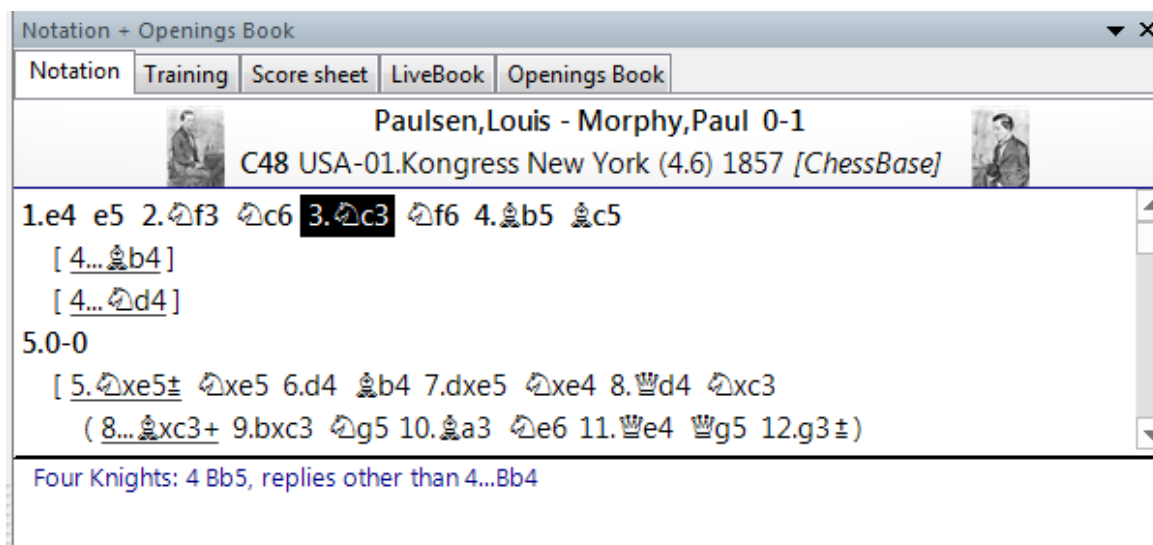 Notation + Openings Book
Notation Training Score sheet LiveBook Openings Book
Paulsen,Louis - Morphy,Paul 0-1
C48 USA-01.Kongress New York (4.6) 1857 [ChessBase]
1.e4 e5 2.♘f3 ♘c6 3.♘c3 ♘f6 4.♗b5 ♗c5
[ 4...♗b4 ]
[ 4...♘d4 ]
5.0-0
[ 5.♘xe5± ♘xe5 6.d4 ♗b4 7.dxe5 ♘xe4 8.♕d4 ♘xc3
( 8...♗xc3+ 9.bxc3 ♘g5 10.♗a3 ♘e6 11.♕e4 ♕g5 12.g3± )
Four Knights: 4 Bb5, replies other than 4...Bb4